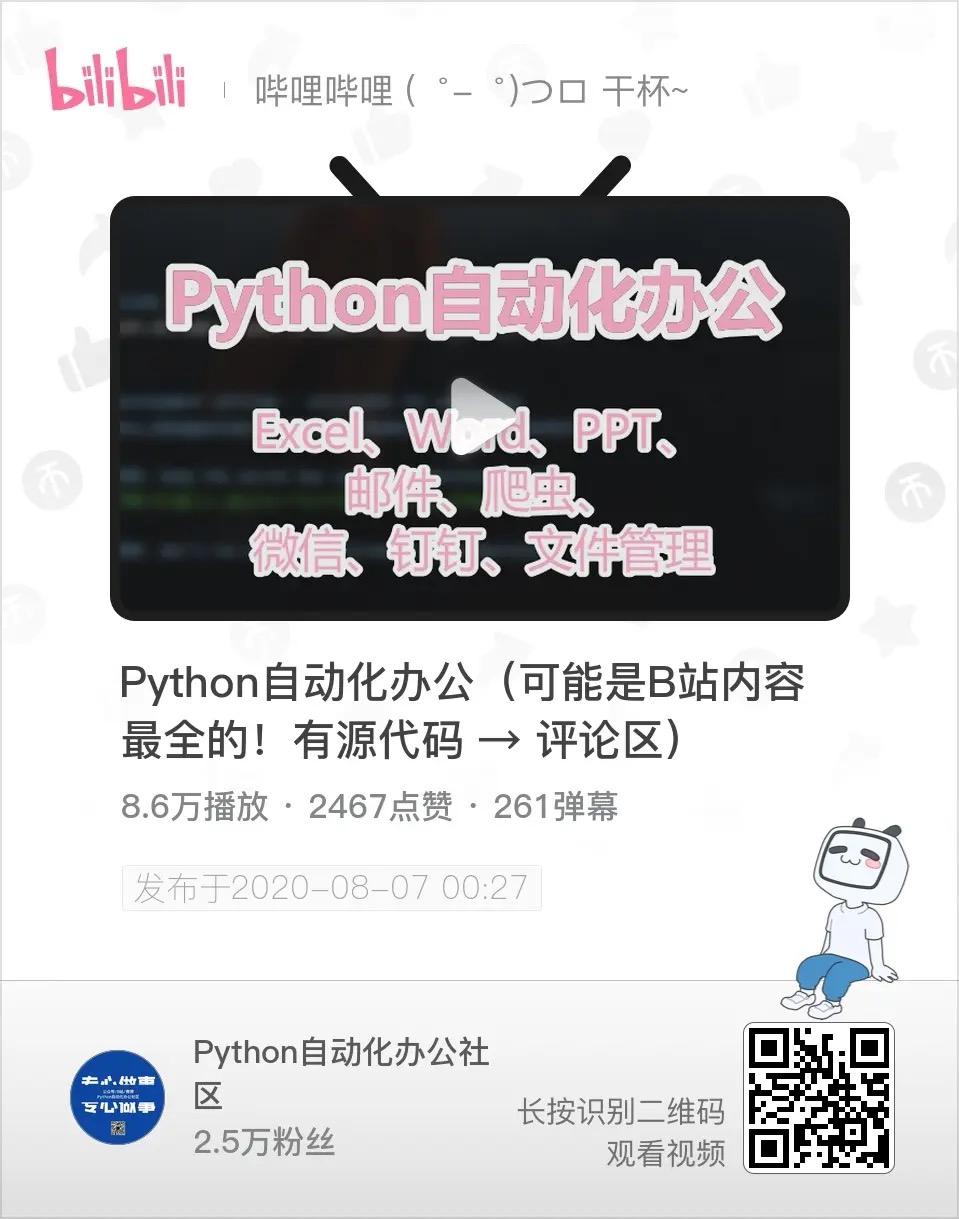 bilibili 哔哩哔哩 ( ゜- ゜)つロ 干杯~
Python自动化办公
Excel、Word、PPT、
邮件、爬虫、
微信、钉钉、文件管理
Python自动化办公（可能是B站内容
最全的！有源代码 → 评论区）
8.6万播放 · 2467点赞 · 261弹幕
发布于2020-08-07 00:27
Python自动化办公社
区
2.5万粉丝
长按识别二维码
观看视频